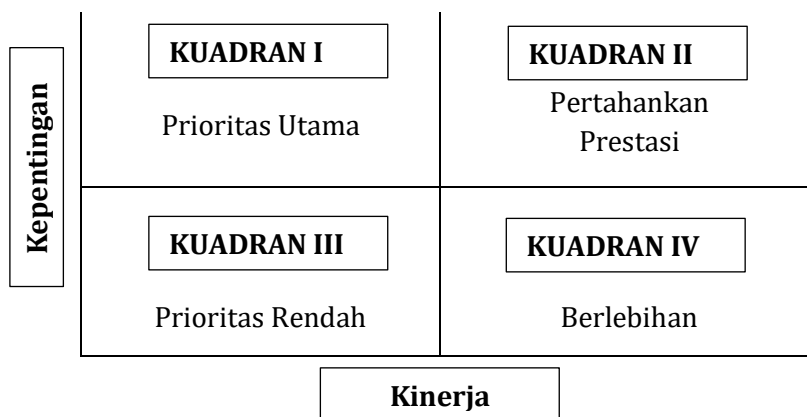 Kepentingan
KUADRAN I
Prioritas Utama
KUADRAN II
Pertahankan
Prestasi
KUADRAN III
Prioritas Rendah
KUADRAN IV
Berlebihan
Kinerja